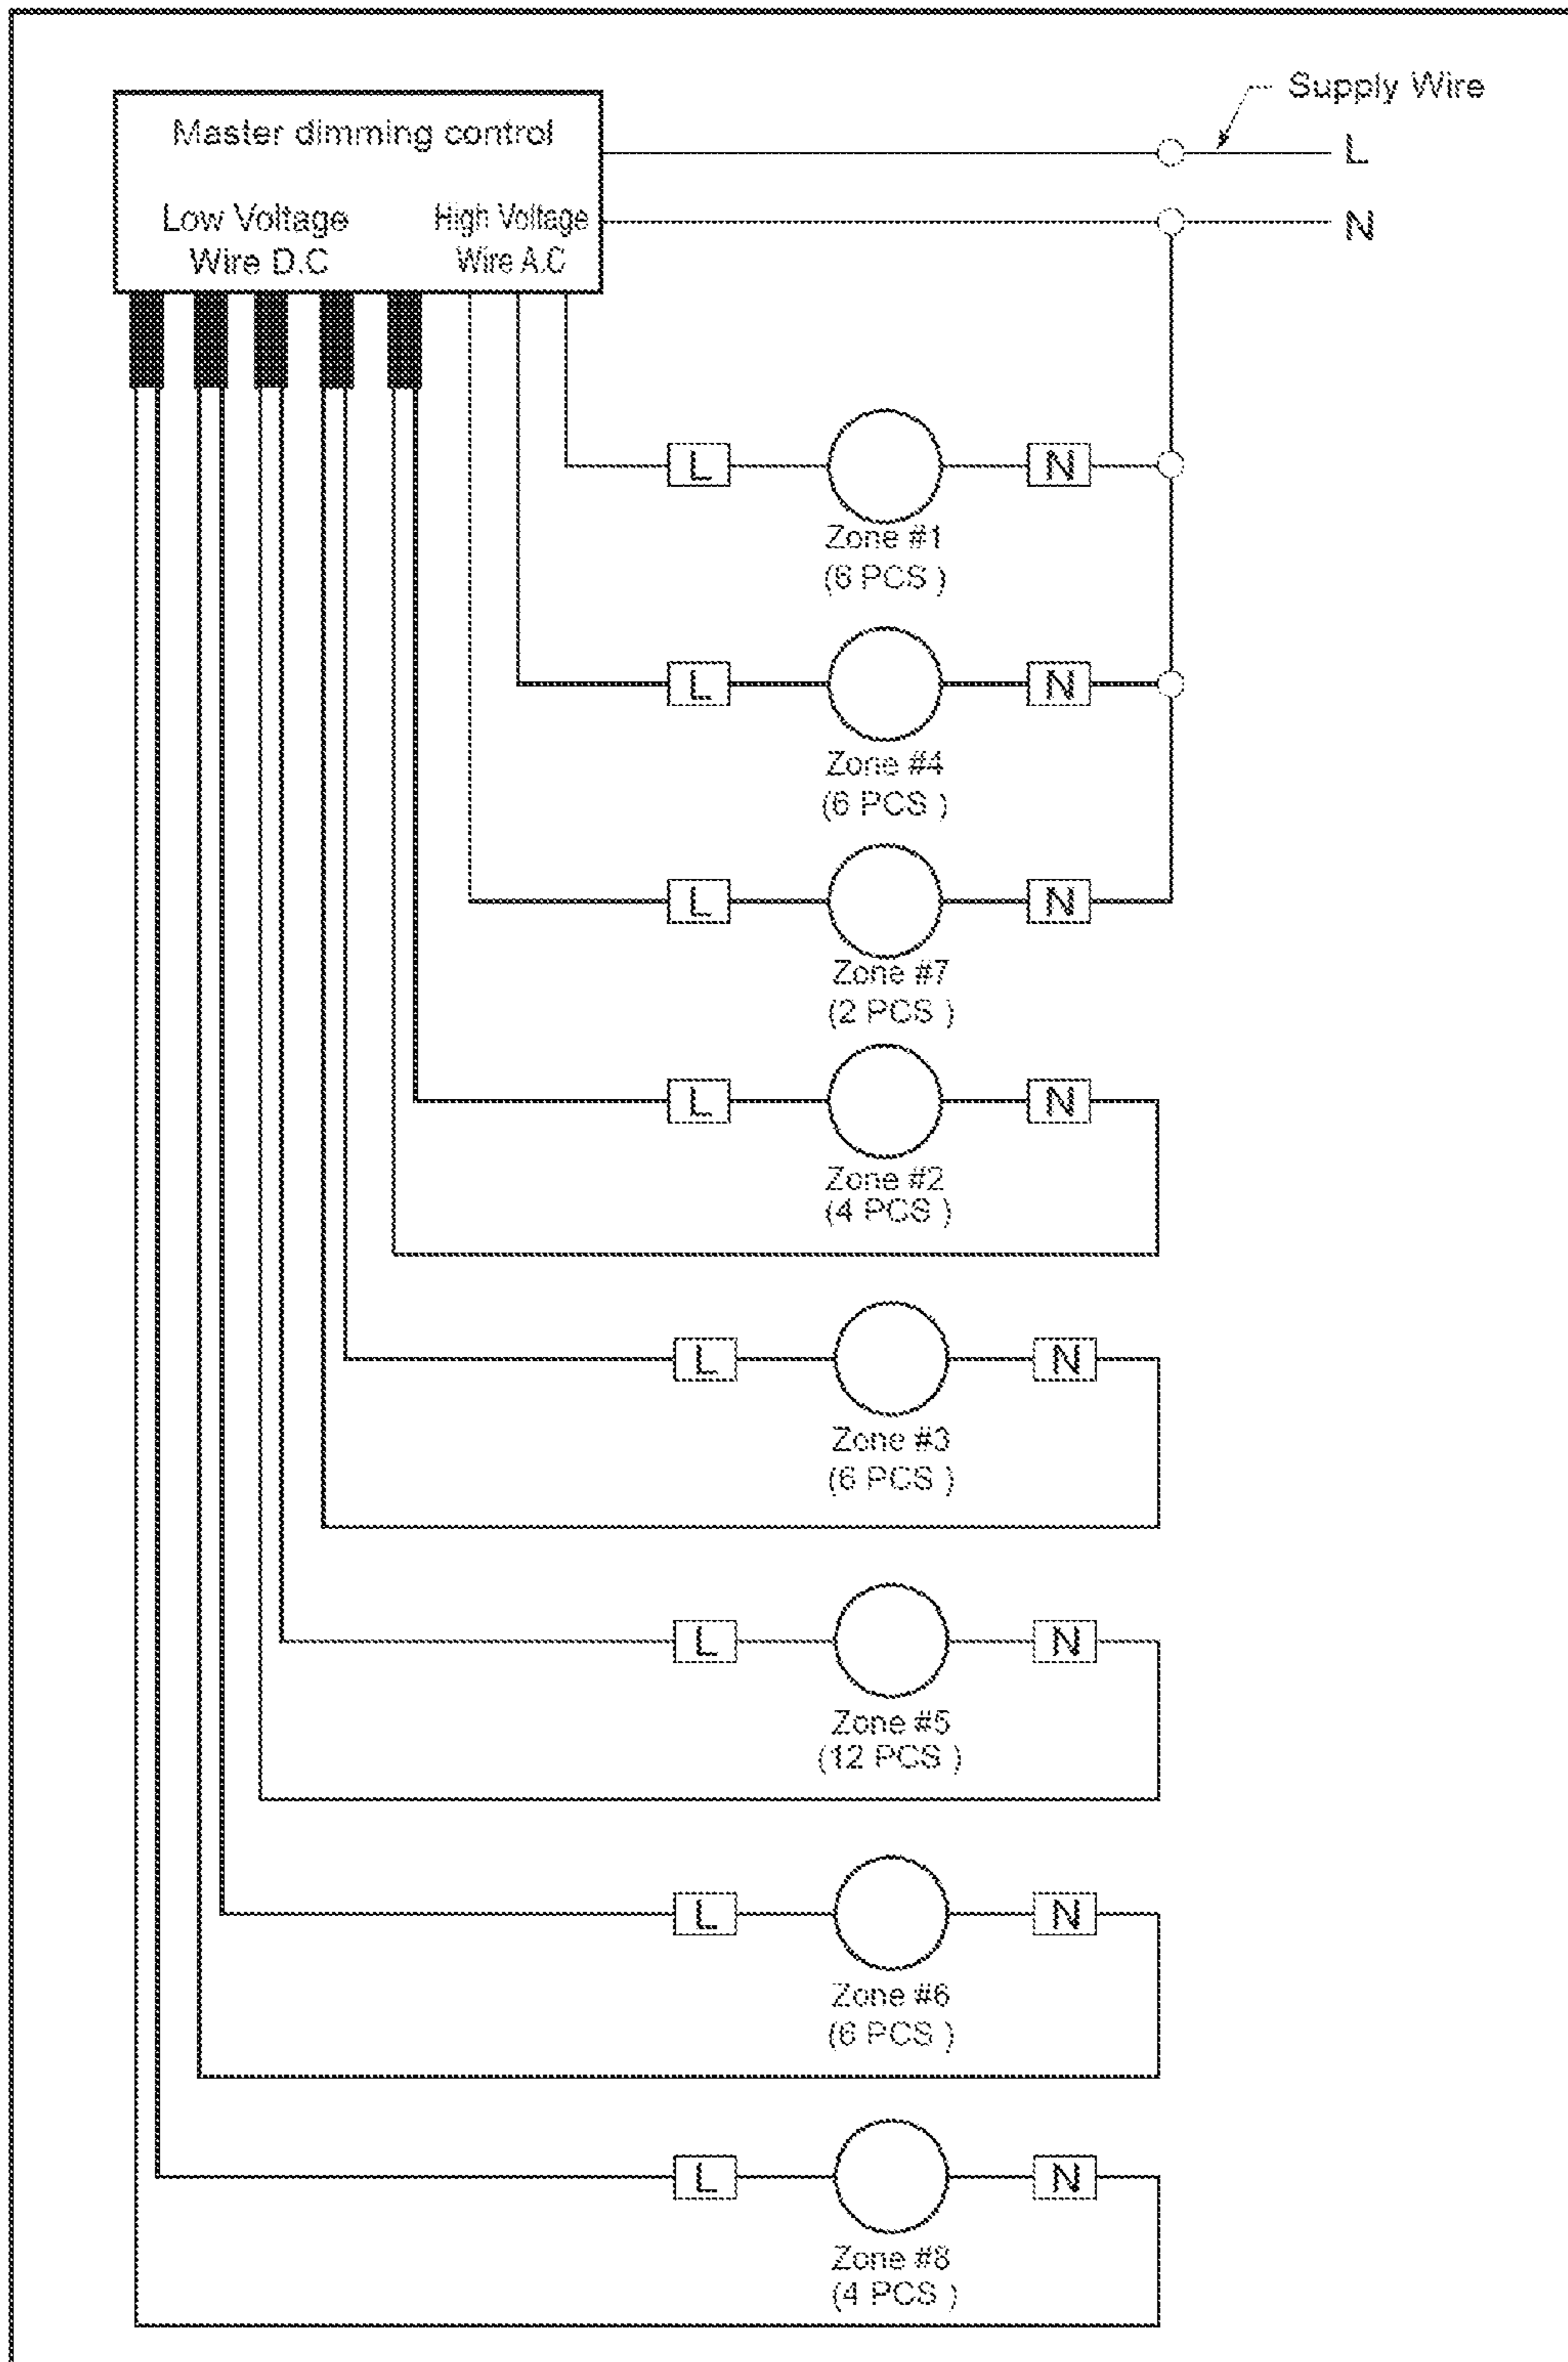 Supply Wire
Master dimming control
L
Low Voltage
Wire D.C
High Voltage
Wire A.C
N
L
N
Zone #1
(6 PCS )
L
N
Zone #4
(6 PCS )
L
N
Zone #7
(2 PCS )
L
N
Zone #2
(4 PCS )
L
N
Zone #3
(6 PCS )
L
N
Zone #5
(12 PCS )
L
N
Zone #6
(6 PCS )
L
N
Zone #8
(4 PCS )